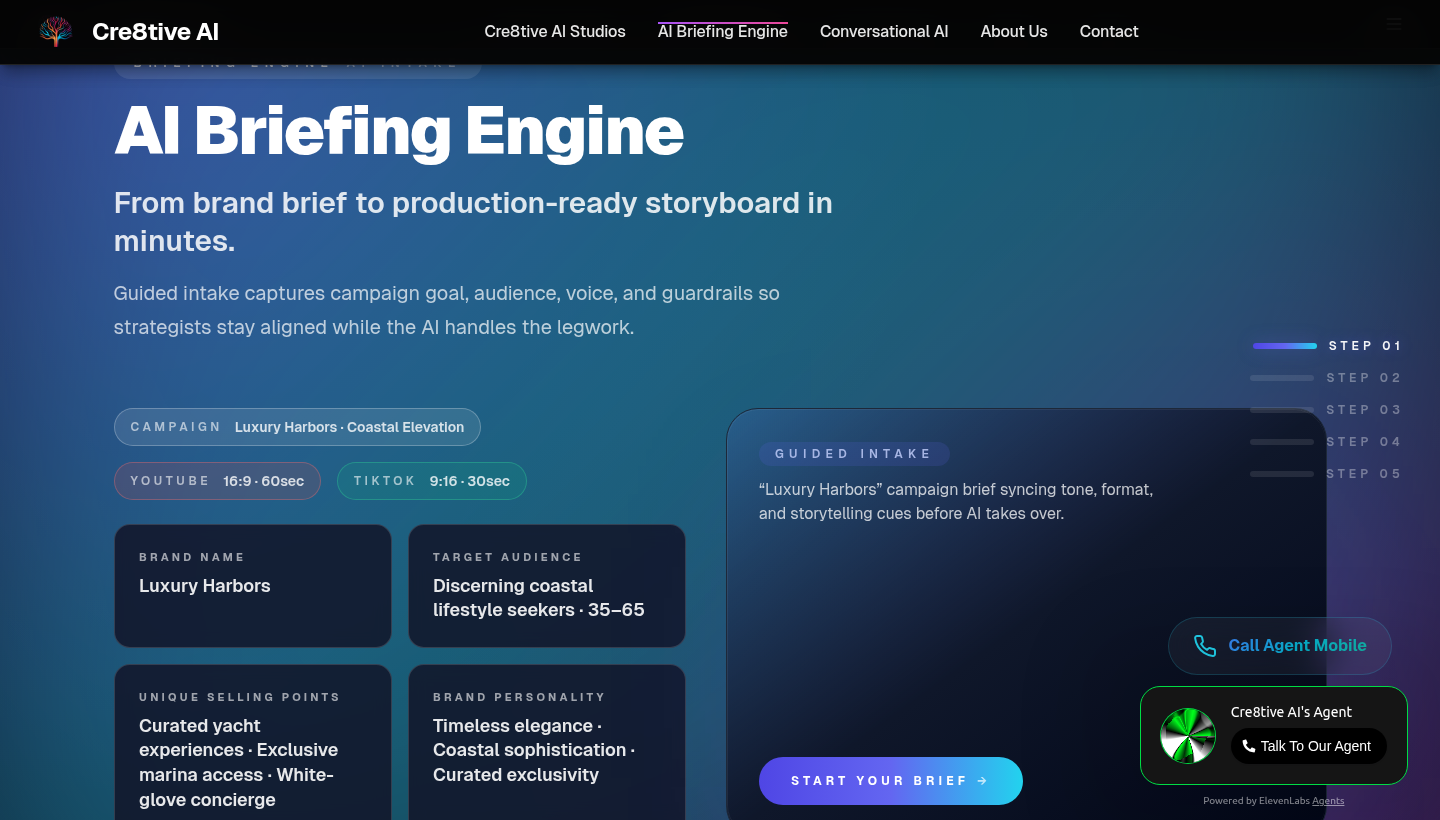 Cre8tive AI
Cre8tive AI Studios
AI Briefing Engine
Conversational AI
About Us
Contact
AI Briefing Engine
From brand brief to production-ready storyboard in
minutes.
Guided intake captures campaign goal, audience, voice, and guardrails so
strategists stay aligned while the AI handles the legwork.
STEP 01
STEP 02
STEP 03
STEP 04
STEP 05
CAMPAIGN Luxury Harbors · Coastal Elevation
YOUTUBE 16:9 · 60sec
TIKTOK 9:16 · 30sec
BRAND NAME
Luxury Harbors
TARGET AUDIENCE
Discerning coastal
lifestyle seekers · 35–65
UNIQUE SELLING POINTS
Curated yacht
experiences · Exclusive
marina access · White-
glove concierge
BRAND PERSONALITY
Timeless elegance ·
Coastal sophistication ·
Curated exclusivity
GUIDED INTAKE
“Luxury Harbors” campaign brief syncing tone, format,
and storytelling cues before AI takes over.
START YOUR BRIEF →
Call Agent Mobile
Cre8tive AI's Agent
Talk To Our Agent
Powered by ElevenLabs Agents